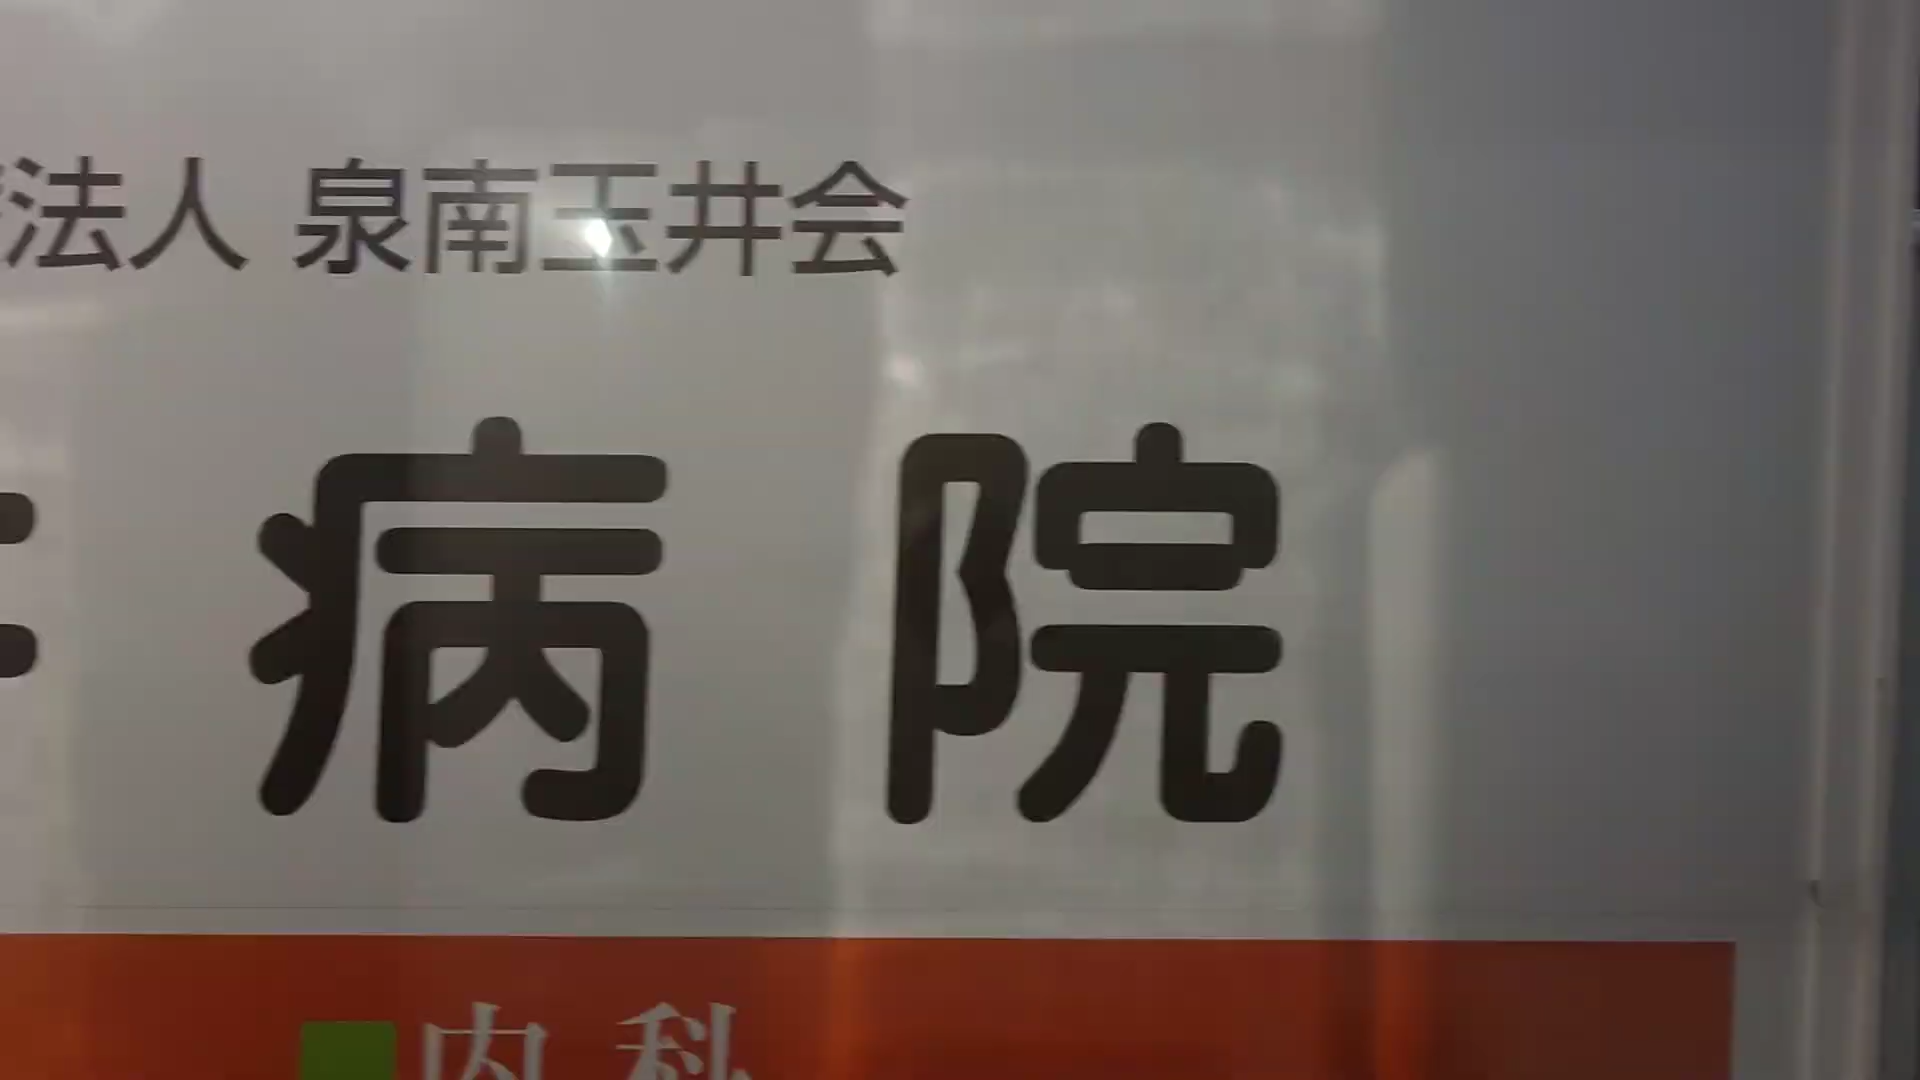 法人 泉南玉井会
病院
内科